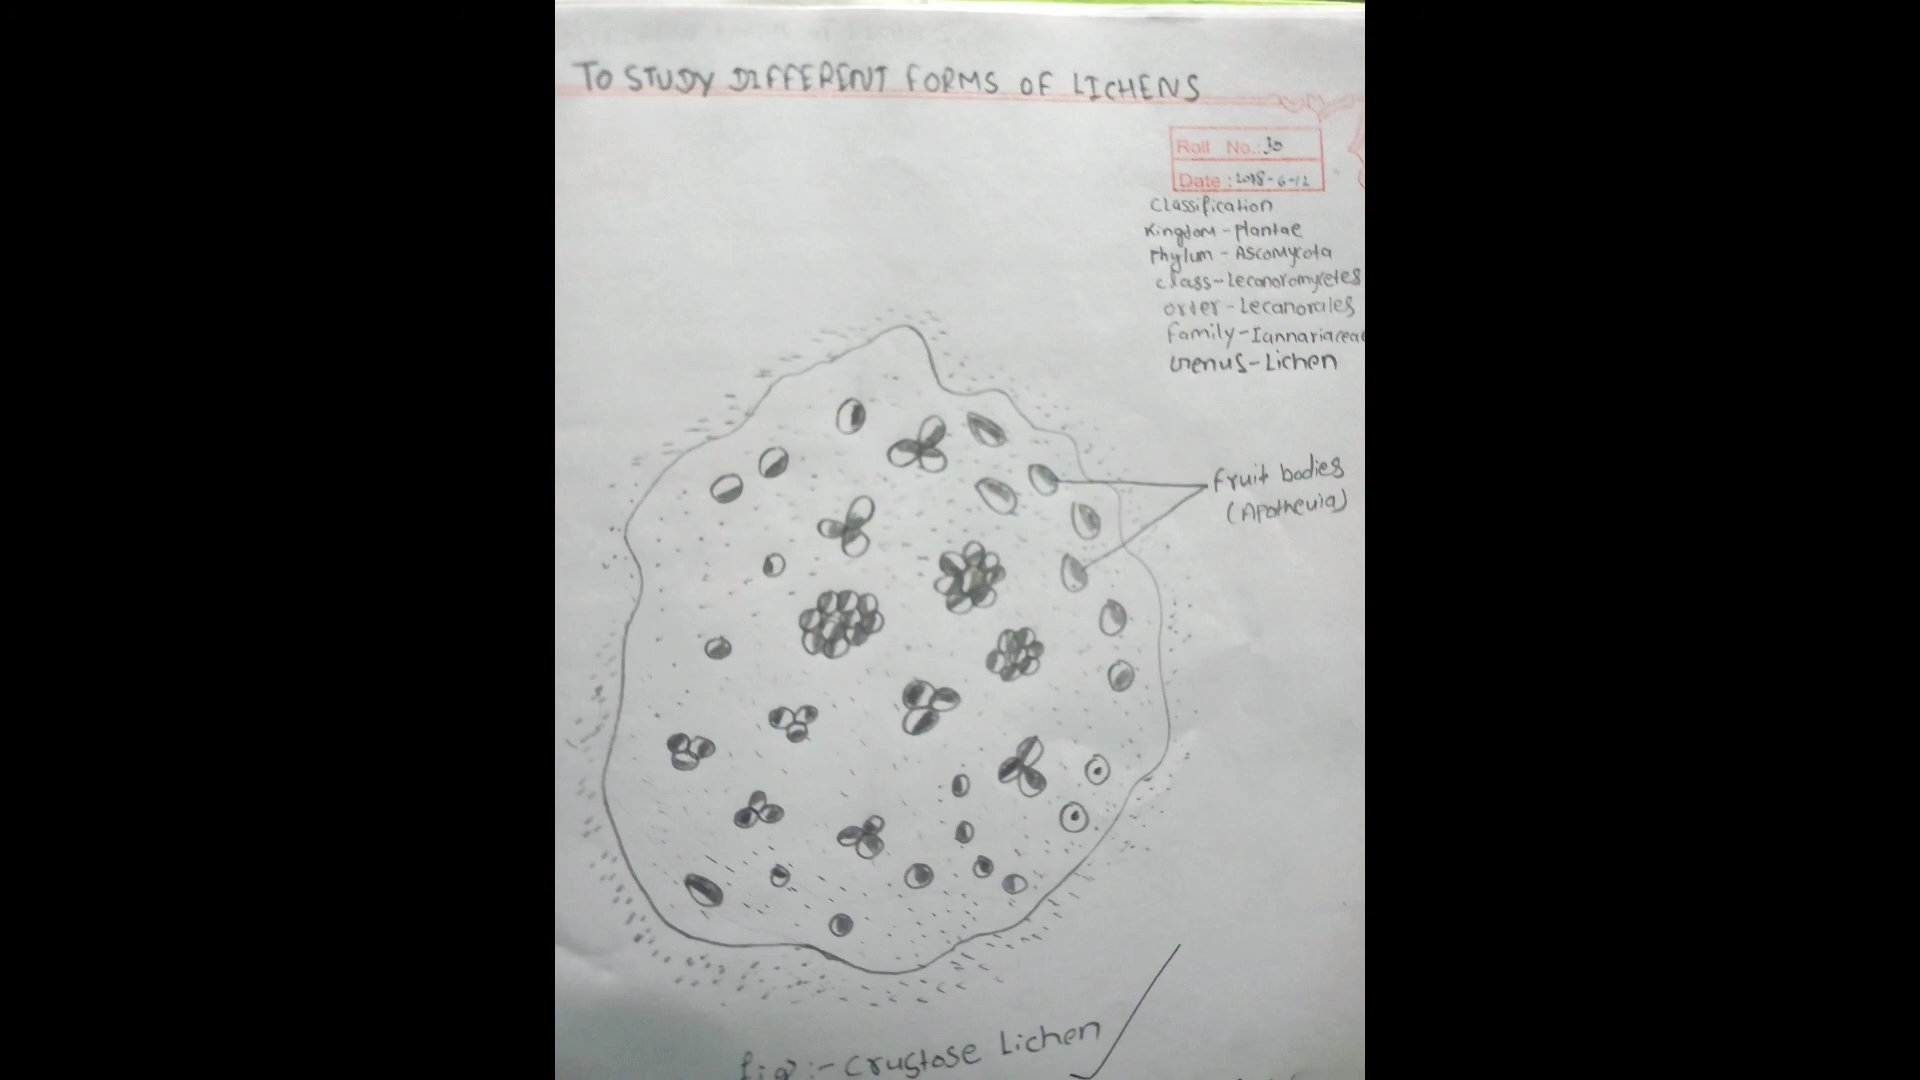 TO STUDY DIFFERENT FORMS OF LICHENS
Roll No.: 30
Date : 2018-6-12
Classification
Kingdom - plantae
Phylum - Ascomycota
class - Lecanoromycetes
order - Lecanorales
family - Iannariaceae
Genus - Lichen
fruit bodies
(Apotheuia)
fig :- crustose Lichen